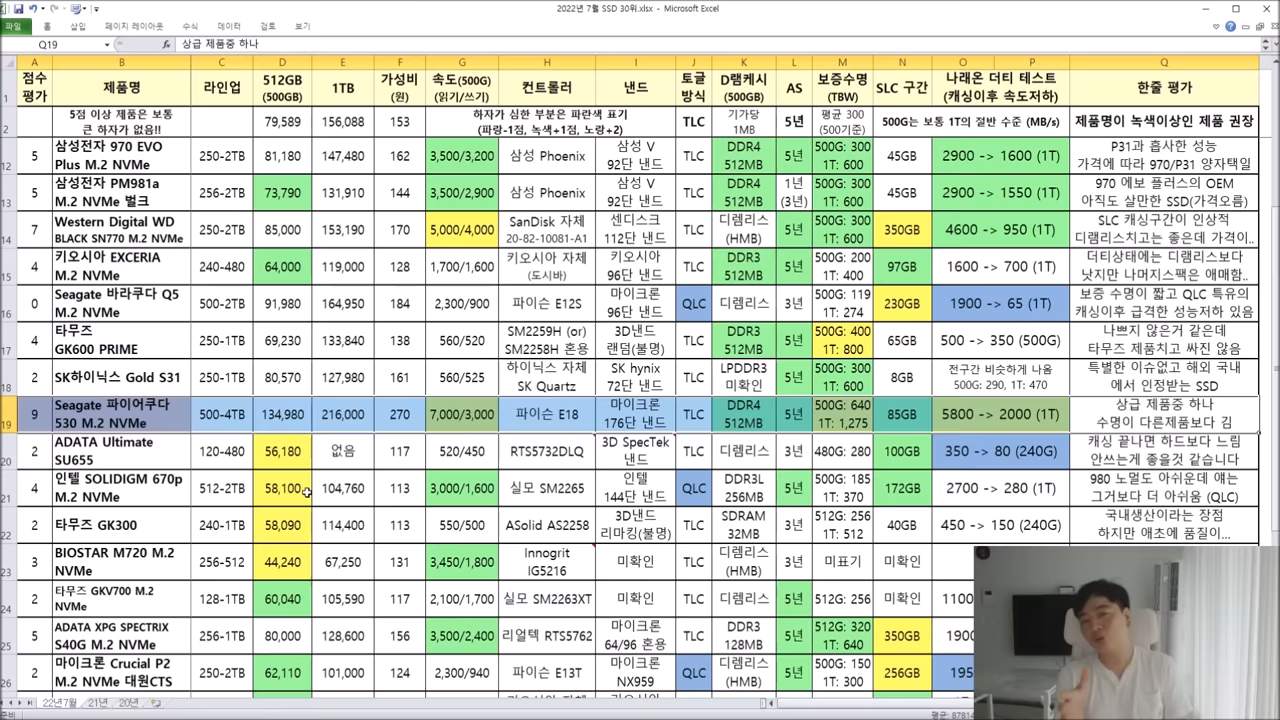 2022년 7월 SSD 30위.xlsx - Microsoft Excel
파일 홈 삽입 페이지 레이아웃 수식 데이터 검토 보기
Q19 상급 제품중 하나
A B C D E F G H I J K L M N O P Q
1 점수 평가 제품명 라인업 512GB (500GB) 1TB 가성비 (원) 속도(500G) (읽기/쓰기) 컨트롤러 낸드 토글 방식 D램캐시 (500GB) AS 보증수명 (TBW) SLC 구간 나래온 더티 테스트 (캐싱이후 속도저하) 한줄 평가
2 5점 이상 제품은 보통 큰 하자가 없음!! 79,589 156,088 153 하자가 심한 부분은 파란색 표기 (파랑-1점, 녹색+1점, 노랑+2) TLC 기가당 1MB 5년 평균 300 (500기준) 500G는 보통 1T의 절반 수준 (MB/s) 제품명이 녹색이상인 제품 권장
12 5 삼성전자 970 EVO Plus M.2 NVMe 250-2TB 81,180 147,480 162 3,500/3,200 삼성 Phoenix 삼성 V 92단 낸드 TLC DDR4 512MB 5년 500G: 300 1T: 600 45GB 2900 -> 1600 (1T) P31과 흡사한 성능 가격에 따라 970/P31 양자택일
13 5 삼성전자 PM981a M.2 NVMe 벌크 256-2TB 73,790 131,910 144 3,500/2,900 삼성 Phoenix 삼성 V 92단 낸드 TLC DDR4 512MB 1년 (3년) 500G: 300 1T: 600 45GB 2900 -> 1550 (1T) 970 에보 플러스의 OEM 아직도 살만한 SSD(가격오름)
14 7 Western Digital WD BLACK SN770 M.2 NVMe 250-2TB 85,000 153,190 170 5,000/4,000 SanDisk 자체 20-82-10081-A1 센디스크 112단 낸드 TLC 디렘리스 (HMB) 5년 500G: 300 1T: 600 350GB 4600 -> 950 (1T) SLC 캐싱구간이 인상적 디램리스치고는 좋은데 가격이..
15 4 키오시아 EXCERIA M.2 NVMe 240-480 64,000 119,000 128 1,700/1,600 키오시아 자체 (도시바) 키오시아 96단 낸드 TLC DDR3 512MB 5년 500G: 200 1T: 400 97GB 1600 -> 700 (1T) 더티상태에는 디램리스보다 낫지만 나머지스팩은 애매함..
16 0 Seagate 바라쿠다 Q5 M.2 NVMe 500-2TB 91,980 164,950 184 2,300/900 파이슨 E12S 마이크론 96단 낸드 QLC 디렘리스 3년 500G: 119 1T: 274 230GB 1900 -> 65 (1T) 보증 수명이 짧고 QLC 특유의 캐싱이후 급격한 성능저하 있음
17 4 타무즈 GK600 PRIME 250-1TB 69,230 133,840 138 560/520 SM2259H (or) SM2258H 혼용 3D낸드 랜덤(불명) TLC DDR3 512MB 5년 500G: 400 1T: 800 65GB 500 -> 350 (500G) 나쁘지 않은거 같은데 타무즈 제품치고 싸진 않음
18 2 SK하이닉스 Gold S31 250-1TB 80,570 127,980 161 560/525 하이닉스 자체 SK Quartz SK hynix 72단 낸드 TLC LPDDR3 미확인 5년 500G: 300 1T: 600 8GB 전구간 비슷하게 나옴 500G: 290, 1T: 470 특별한 이슈없고 해외 국내 에서 인정받는 SSD
19 9 Seagate 파이어쿠다 530 M.2 NVMe 500-4TB 134,980 216,000 270 7,000/3,000 파이슨 E18 마이크론 176단 낸드 TLC DDR4 512MB 5년 500G: 640 1T: 1,275 85GB 5800 -> 2000 (1T) 상급 제품중 하나 수명이 다른제품보다 김
20 2 ADATA Ultimate SU655 120-480 56,180 없음 117 520/450 RTS5732DLQ 3D SpecTek 낸드 TLC 디렘리스 3년 480G: 280 100GB 350 -> 80 (240G) 캐싱 끝나면 하드보다 느림 안쓰는게 좋을것 같습니다
21 4 인텔 SOLIDIGM 670p M.2 NVMe 512-2TB 58,100 104,760 113 3,000/1,600 실모 SM2265 인텔 144단 낸드 QLC DDR3L 256MB 5년 500G: 185 1T: 370 172GB 2700 -> 280 (1T) 980 노멀도 아쉬운데 얘는 그거보다 더 아쉬움 (QLC)
22 2 타무즈 GK300 240-1TB 58,090 114,400 113 550/500 ASolid AS2258 3D낸드 리마킹(불명) TLC SDRAM 32MB 3년 512G: 256 1T: 512 40GB 450 -> 150 (240G) 국내생산이라는 장점 하지만 애초에 품질이...
23 3 BIOSTAR M720 M.2 NVMe 256-512 44,240 67,250 131 3,450/1,800 Innogrit IG5216 미확인 TLC 디렘리스 (HMB) 3년 미표기 미확인
24 2 타무즈 GKV700 M.2 NVMe 128-1TB 60,040 105,590 117 2,100/1,700 실모 SM2263XT 미확인 TLC 디렘리스 5년 512G: 256 미확인 1100
25 5 ADATA XPG SPECTRIX S40G M.2 NVMe 256-1TB 80,000 128,600 156 3,500/2,400 리얼텍 RTS5762 마이크론 64/96 혼용 TLC DDR3 128MB 5년 512G: 320 1T: 640 350GB 1900
26 2 마이크론 Crucial P2 M.2 NVMe 대원CTS 250-2TB 62,110 101,000 124 2,300/940 파이슨 E13T 마이크론 NX959 QLC 디렘리스 (HMB) 5년 500G: 150 1T: 300 256GB 195
22년7월 21년 20년
준비 평균: 87814